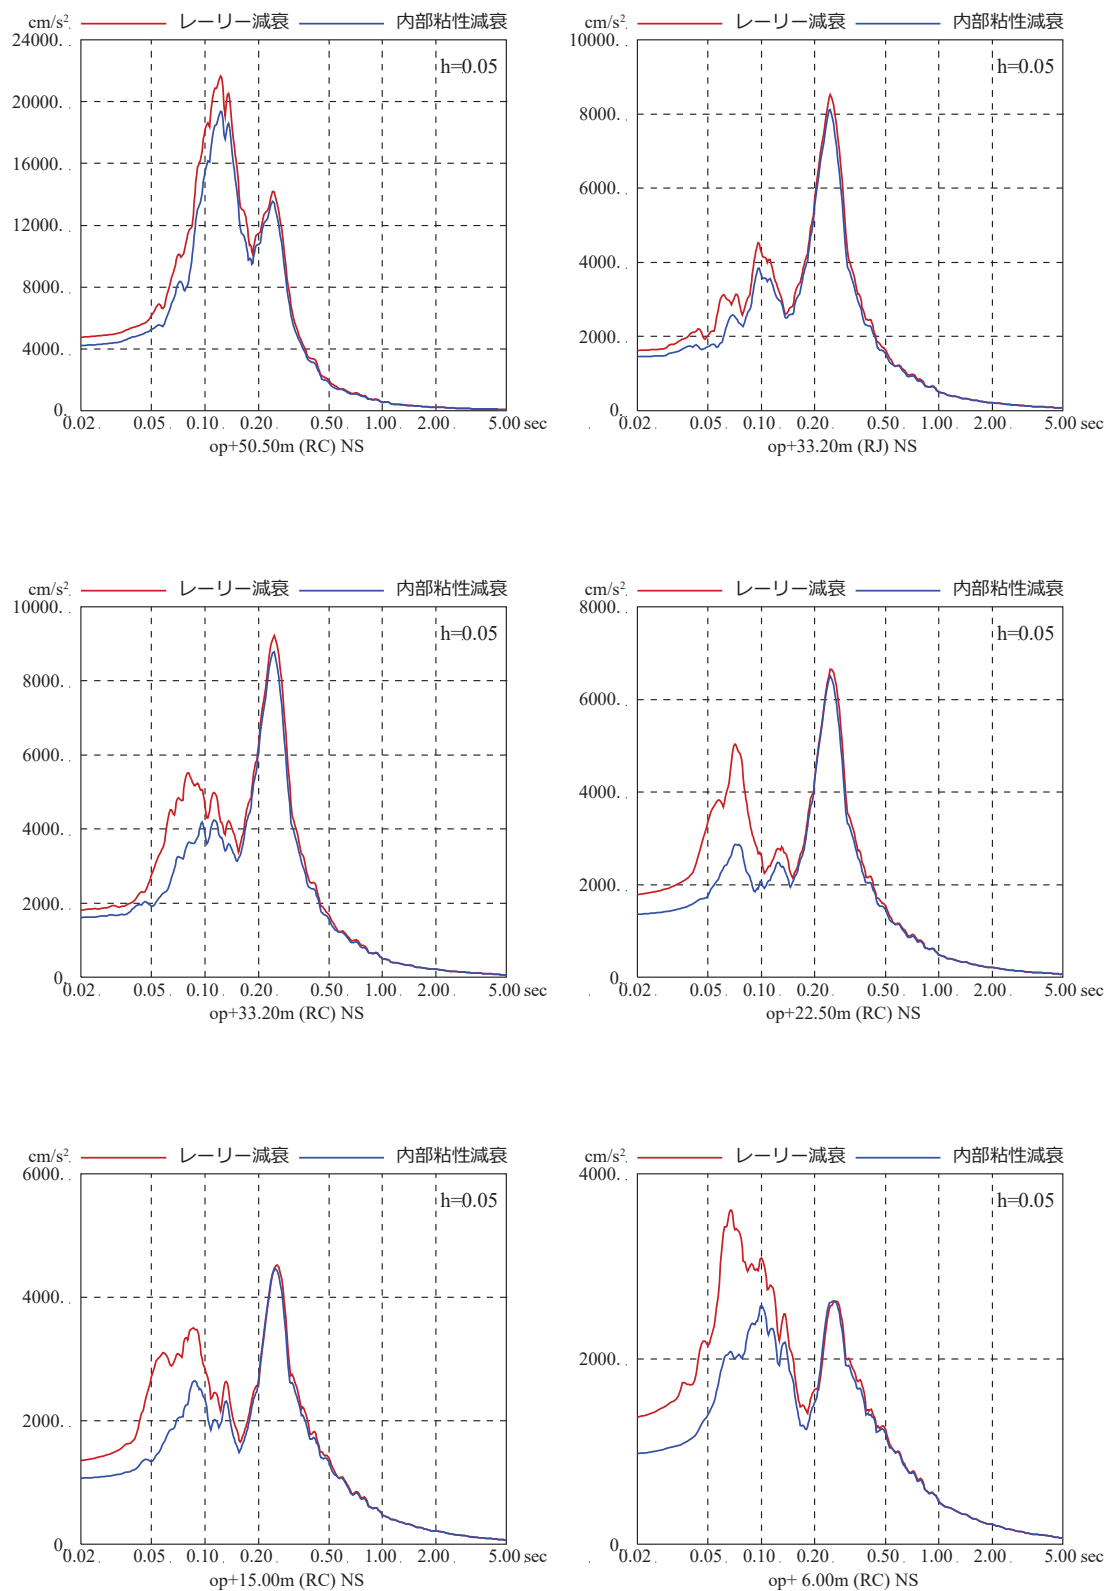 cm/s² レーリー減衰 内部粘性減衰
24000.
h=0.05
20000.
16000.
12000.
8000.
4000.
0.
0.02 0.05 0.10 0.20 0.50 1.00 2.00 5.00 sec
op+50.50m (RC) NS
cm/s² レーリー減衰 内部粘性減衰
10000.
h=0.05
8000.
6000.
4000.
2000.
0.
0.02 0.05 0.10 0.20 0.50 1.00 2.00 5.00 sec
op+33.20m (RJ) NS
cm/s² レーリー減衰 内部粘性減衰
10000.
h=0.05
8000.
6000.
4000.
2000.
0.
0.02 0.05 0.10 0.20 0.50 1.00 2.00 5.00 sec
op+33.20m (RC) NS
cm/s² レーリー減衰 内部粘性減衰
8000.
h=0.05
6000.
4000.
2000.
0.
0.02 0.05 0.10 0.20 0.50 1.00 2.00 5.00 sec
op+22.50m (RC) NS
cm/s² レーリー減衰 内部粘性減衰
6000.
h=0.05
4000.
2000.
0.
0.02 0.05 0.10 0.20 0.50 1.00 2.00 5.00 sec
op+15.00m (RC) NS
cm/s² レーリー減衰 内部粘性減衰
4000.
h=0.05
2000.
0.
0.02 0.05 0.10 0.20 0.50 1.00 2.00 5.00 sec
op+ 6.00m (RC) NS